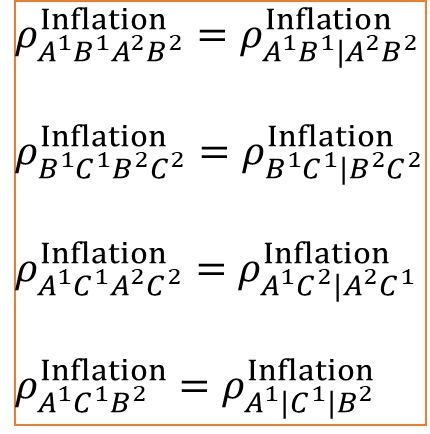 ρ^Inflation_{A¹B¹A²B²} = ρ^Inflation_{A¹B¹|A²B²}
ρ^Inflation_{B¹C¹B²C²} = ρ^Inflation_{B¹C¹|B²C²}
ρ^Inflation_{A¹C¹A²C²} = ρ^Inflation_{A¹C²|A²C¹}
ρ^Inflation_{A¹C¹B²} = ρ^Inflation_{A¹|C¹|B²}